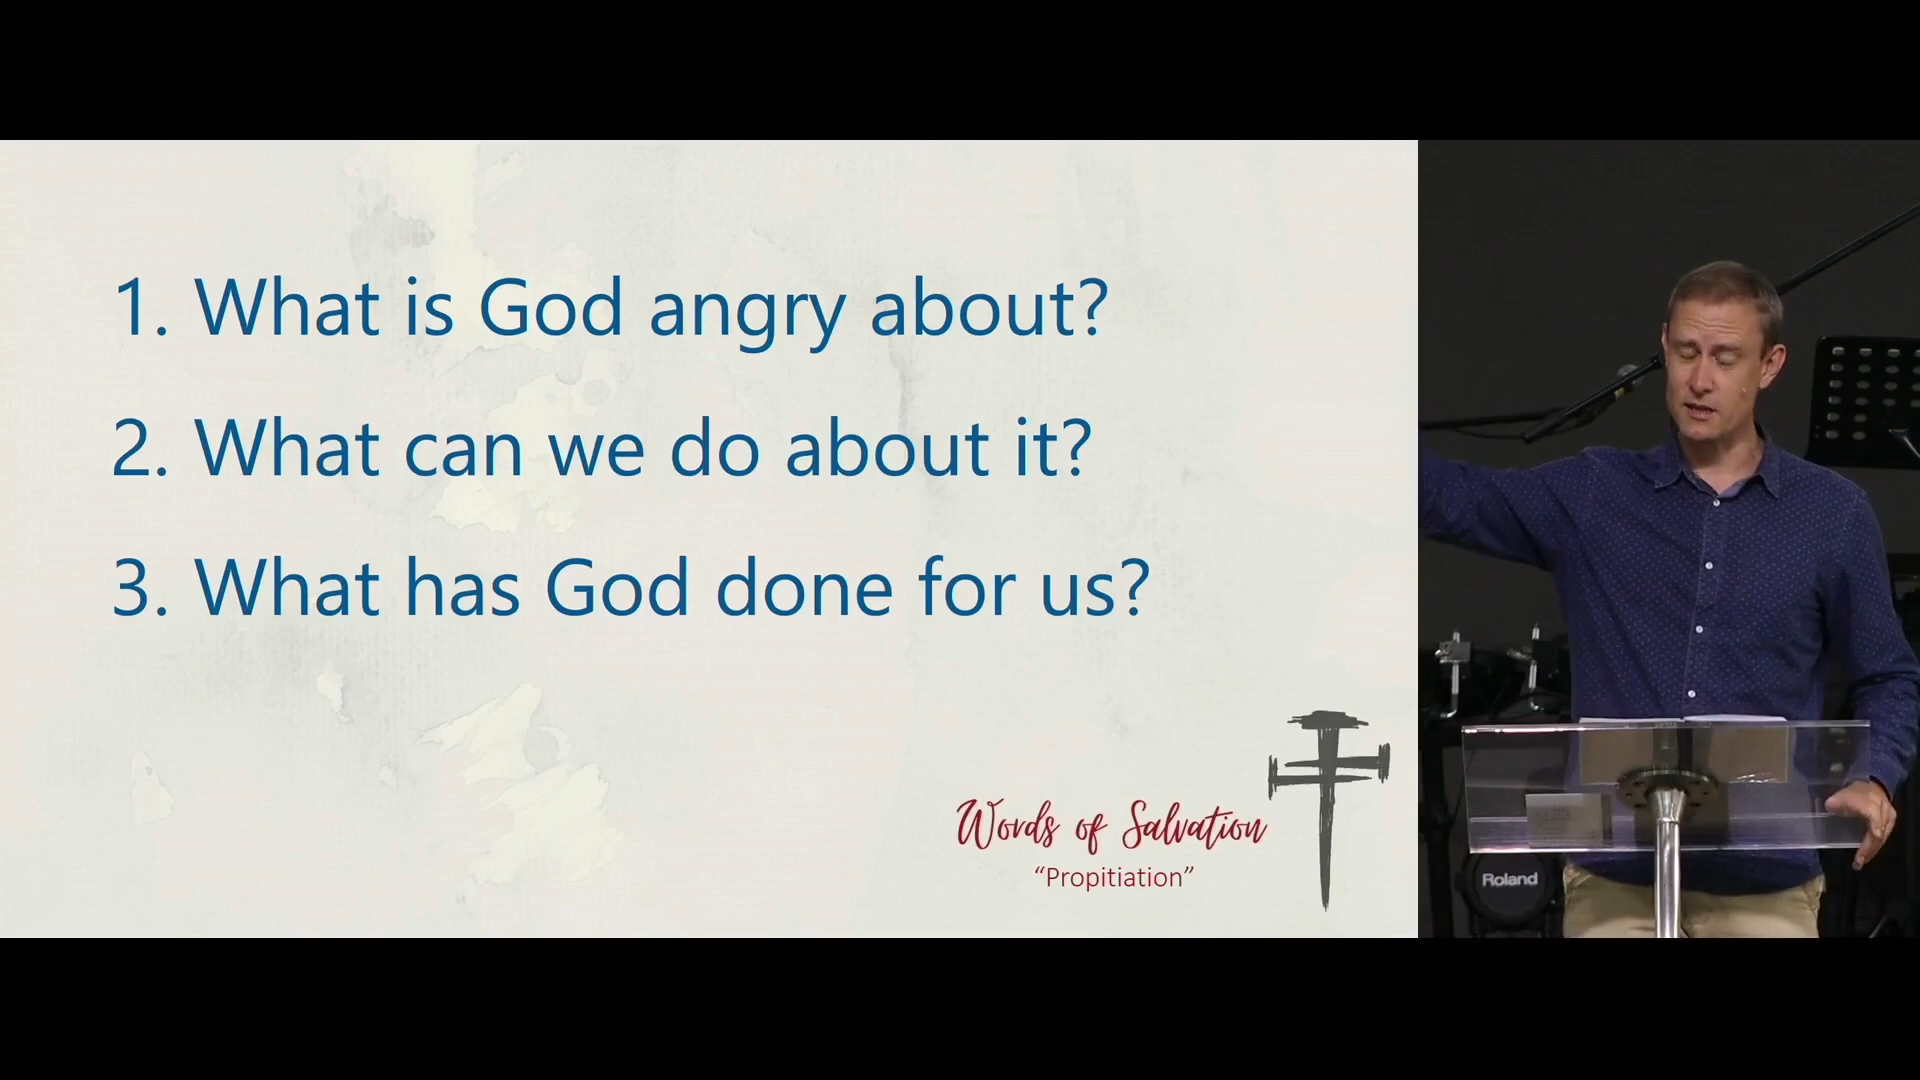 1. What is God angry about?
2. What can we do about it?
3. What has God done for us?
Words of Salvation
“Propitiation”
Roland